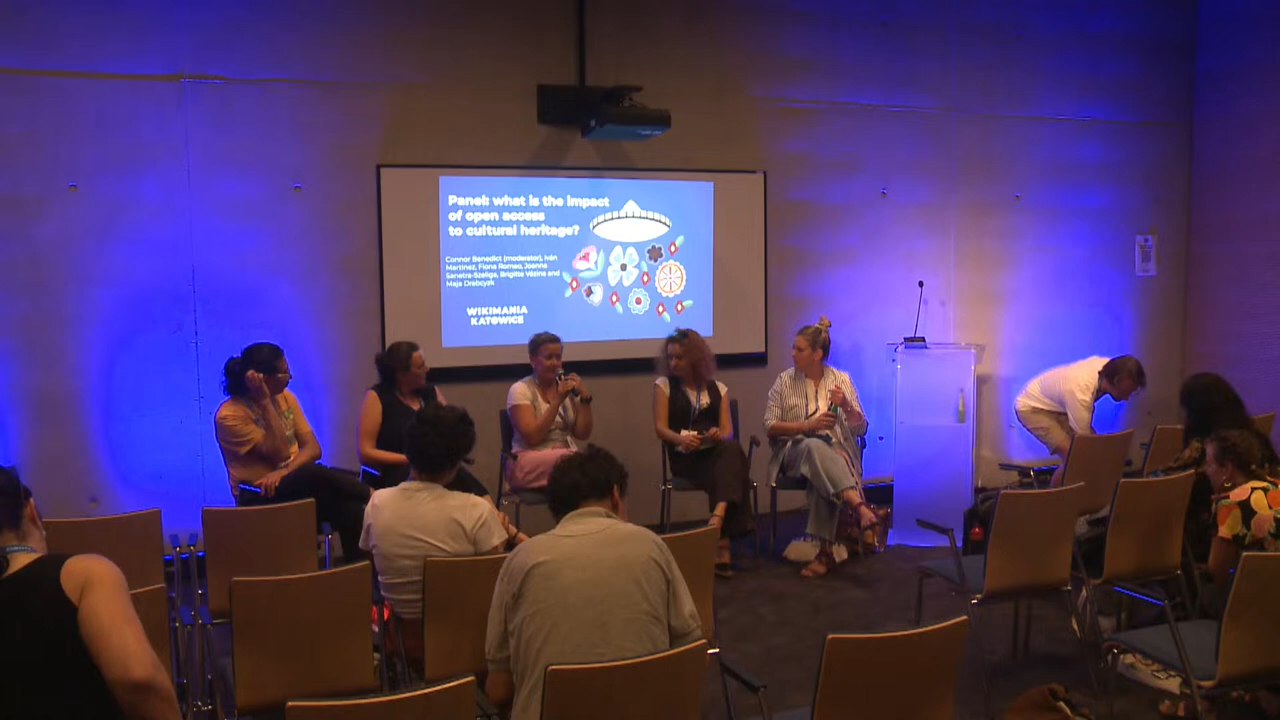 Panel: what is the impact
of open access
to cultural heritage?
Connor Benedict (moderator), Iván
Martínez, Fiona Romeo, Joanna
Sanetra-Szeliga, Brigitte Vézina and
Maja Drabczyk
WIKIMANIA
KATOWICE